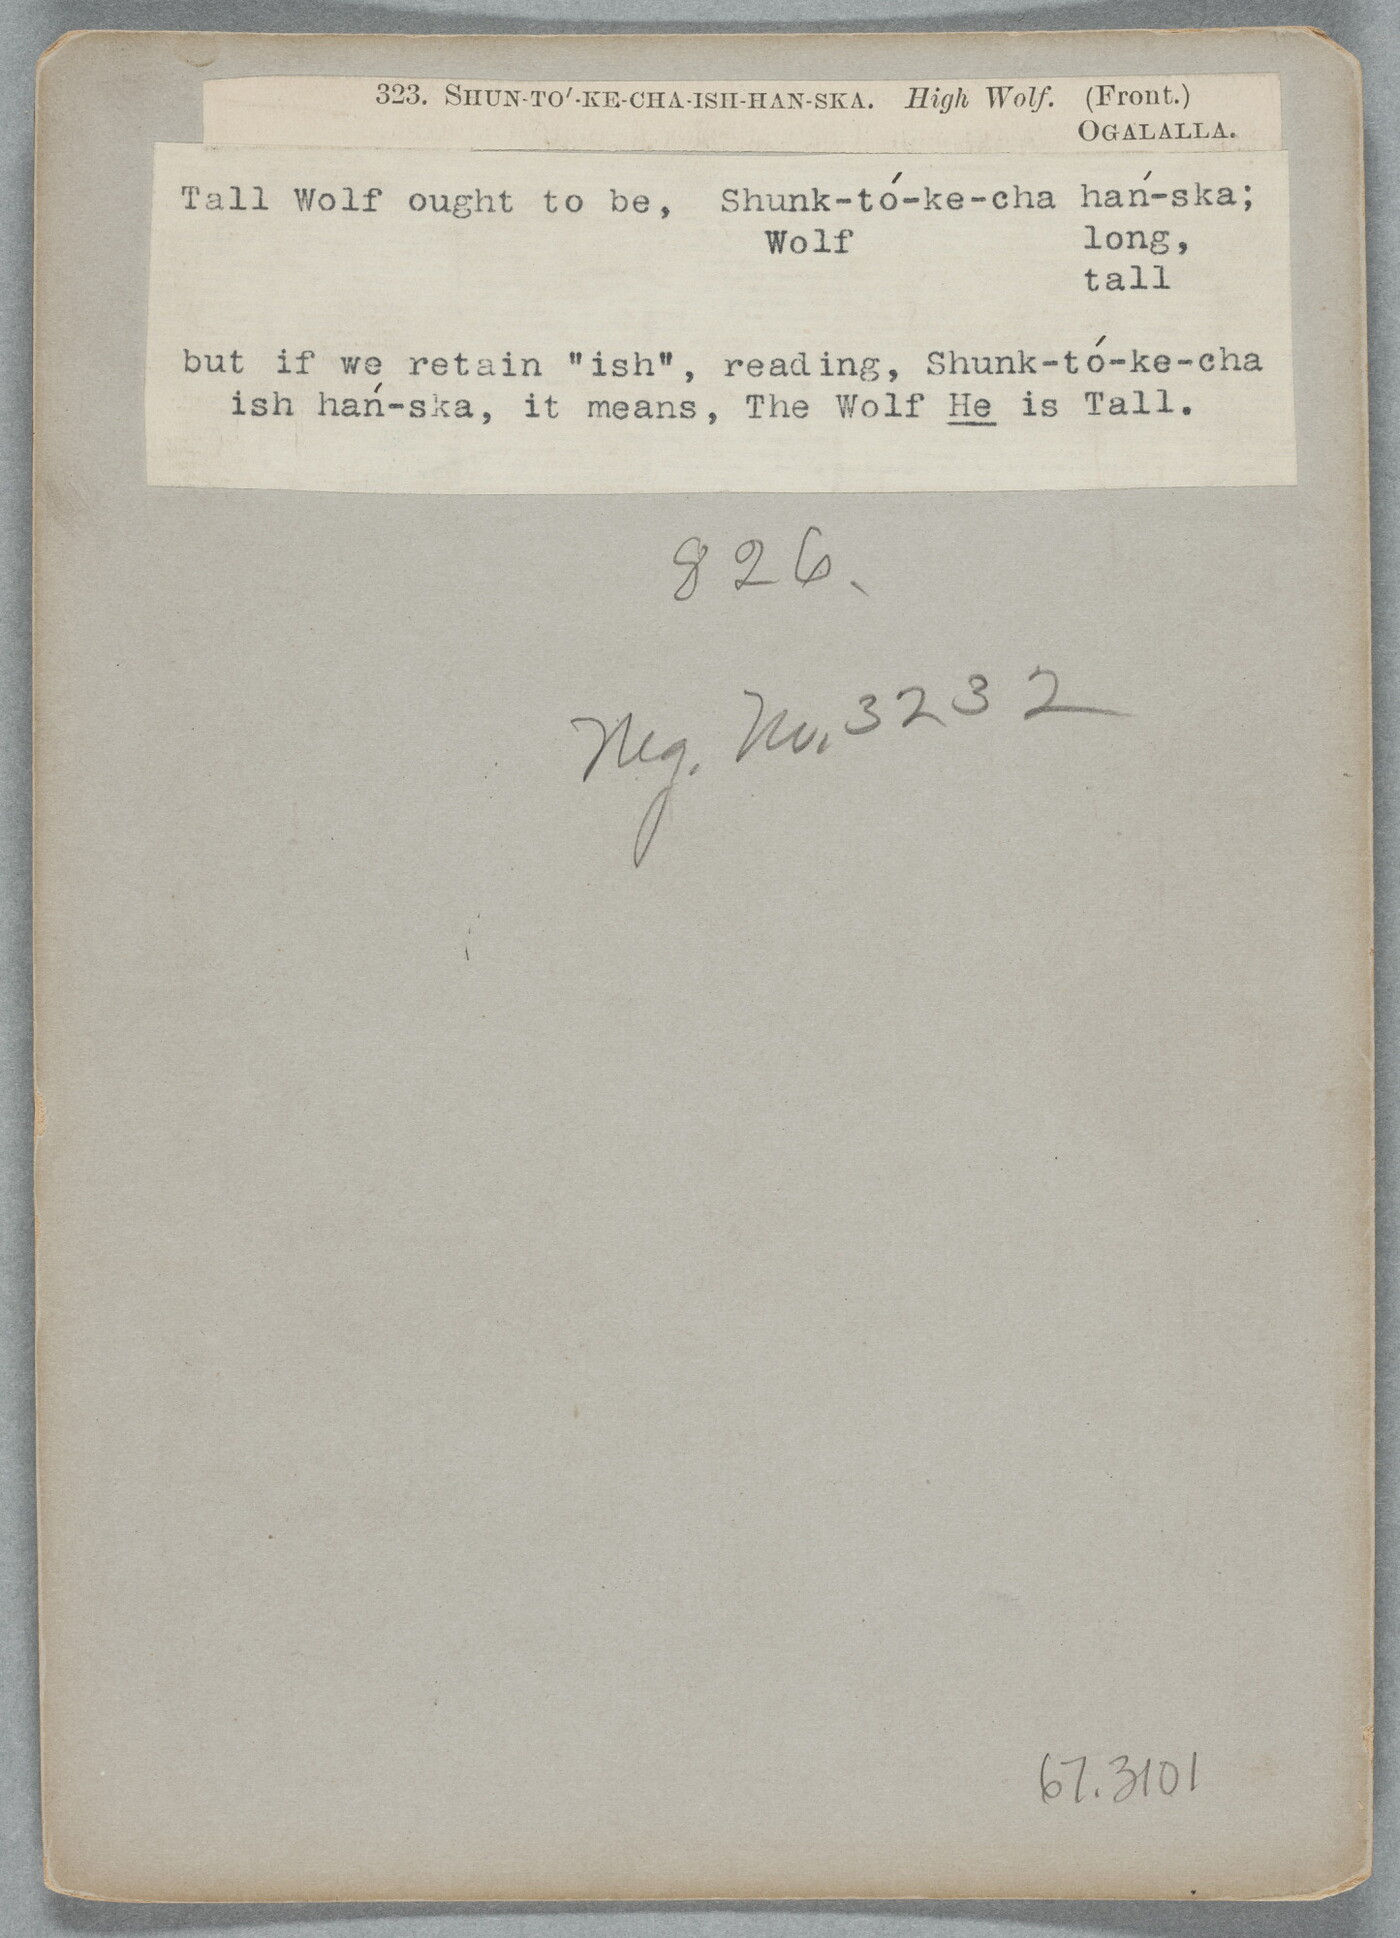 323. SHUN-TO′-KE-CHA-ISH-HAN-SKA. High Wolf. (Front.)
OGALALLA.
Tall Wolf ought to be, Shunk-tó-ke-cha hań-ska;
Wolf long,
tall
but if we retain "ish", reading, Shunk-tó-ke-cha
ish hań-ska, it means, The Wolf He is Tall.
826.
Neg. No. 3232
67.3101